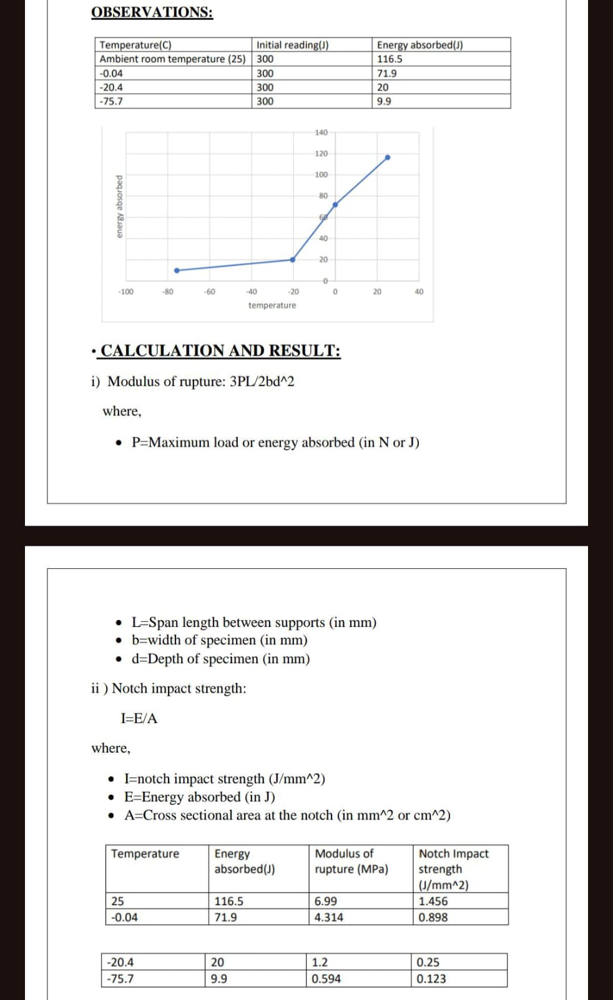 OBSERVATIONS:
Temperature(C) Initial reading(J) Energy absorbed(J)
Ambient room temperature (25) 300 116.5
-0.04 300 71.9
-20.4 300 20
-75.7 300 9.9
140
120
100
80
60
40
20
0
energy absorbed
-100 -80 -60 -40 -20 0 20 40
temperature
• CALCULATION AND RESULT:
i) Modulus of rupture: 3PL/2bd^2
where,
• P=Maximum load or energy absorbed (in N or J)
• L=Span length between supports (in mm)
• b=width of specimen (in mm)
• d=Depth of specimen (in mm)
ii ) Notch impact strength:
I=E/A
where,
• I=notch impact strength (J/mm^2)
• E=Energy absorbed (in J)
• A=Cross sectional area at the notch (in mm^2 or cm^2)
Temperature Energy Modulus of Notch Impact
absorbed(J) rupture (MPa) strength
(J/mm^2)
25 116.5 6.99 1.456
-0.04 71.9 4.314 0.898
-20.4 20 1.2 0.25
-75.7 9.9 0.594 0.123